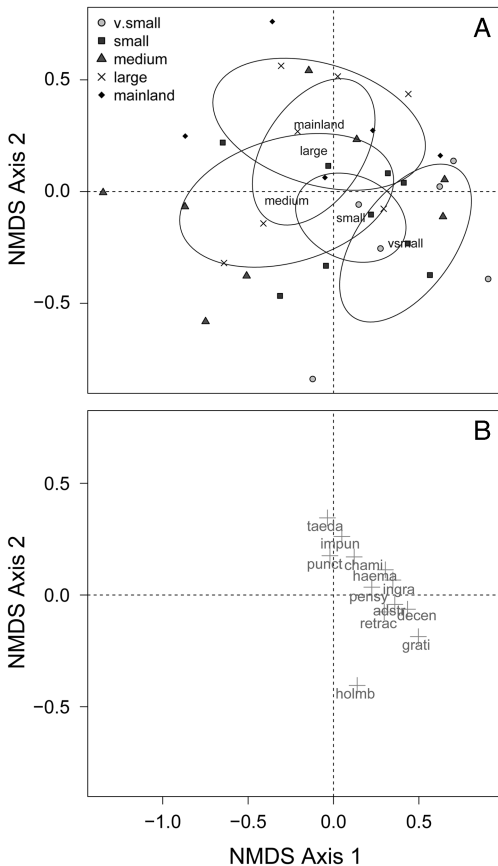 A
v.small
small
medium
large
mainland
0.5
mainland
large
0.0
medium
small
vsmall
−0.5
NMDS Axis 2
B
0.5
taeda
impun
punct
chami
haema
ingra
0.0
pensy
adstr
decen
retrac
grati
−0.5
holmb
NMDS Axis 2
−1.0 −0.5 0.0 0.5
NMDS Axis 1